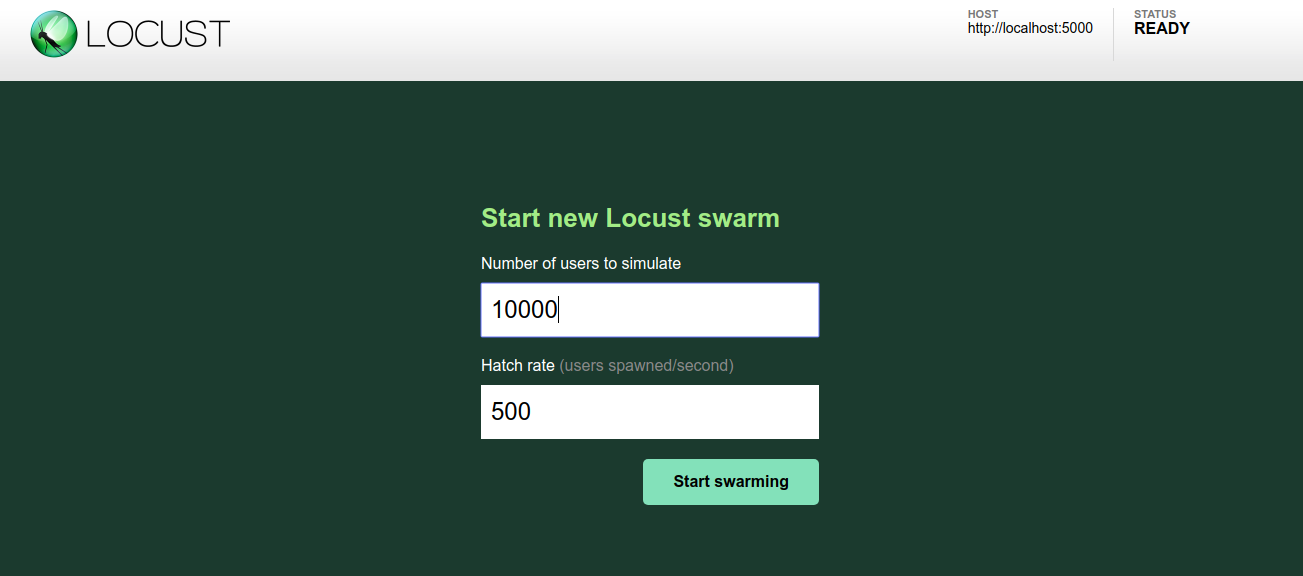 LOCUST
HOST
http://localhost:5000
STATUS
READY
Start new Locust swarm
Number of users to simulate
10000
Hatch rate (users spawned/second)
500
Start swarming